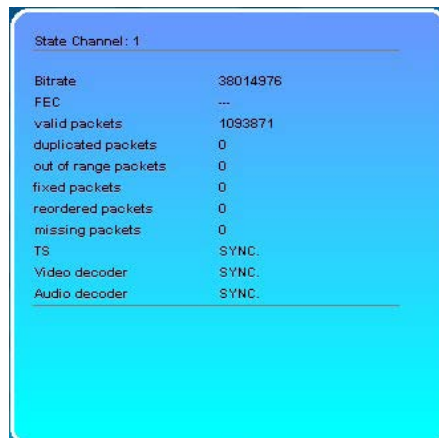 State Channel: 1
Bitrate 38014976
FEC ---
valid packets 1093871
duplicated packets 0
out of range packets 0
fixed packets 0
reordered packets 0
missing packets 0
TS SYNC.
Video decoder SYNC.
Audio decoder SYNC.